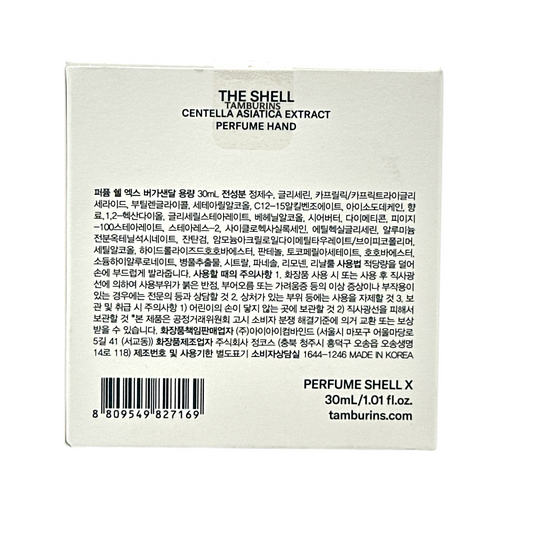 THE SHELL
TAMBURINS
CENTELLA ASIATICA EXTRACT
PERFUME HAND
퍼퓸 쉘 엑스 버가샌달 용량 30mL 전성분 정제수, 글리세린, 카프릴릭/카프릭트라이글리
세라이드, 부틸렌글라이콜, 세테아릴알코올, C12-15알킬벤조에이트, 아이소도데케인, 향
료, 1,2-헥산다이올, 글리세릴스테아레이트, 베헤닐알코올, 시어버터, 다이메티콘, 피이지
-100스테아레이트, 스테아레스-2, 사이클로헥사실록세인, 에틸헥실글리세린, 알루미늄
전분옥테닐석시네이트, 잔탄검, 암모늄아크릴로일다이메틸타우레이트/브이피코폴리머,
세틸알코올, 하이드롤라이즈드호호바에스터, 판테놀, 토코페릴아세테이트, 호호바에스터,
소듐하이알루로네이트, 병풀추출물, 시트랄, 파네솔, 리모넨, 리날룰 사용법 적당량을 덜어
손에 부드럽게 발라줍니다. 사용할 때의 주의사항 1. 화장품 사용 시 또는 사용 후 직사광
선에 의하여 사용부위가 붉은 반점, 부어오름 또는 가려움증 등의 이상 증상이나 부작용이
있는 경우에는 전문의 등과 상담할 것 2. 상처가 있는 부위 등에는 사용을 자제할 것 3. 보
관 및 취급 시 주의사항 1) 어린이의 손이 닿지 않는 곳에 보관할 것 2) 직사광선을 피해서
보관할 것 *본 제품은 공정거래위원회 고시 소비자 분쟁 해결기준에 의거 교환 또는 보상
받을 수 있습니다. 화장품책임판매업자 (주)아이아이컴바인드 (서울시 마포구 어울마당로
5길 41 (서교동)) 화장품제조업자 주식회사 정코스 (충북 청주시 흥덕구 오송읍 오송생명
14로 118) 제조번호 및 사용기한 별도표기 소비자상담실 1644-1246 MADE IN KOREA
PERFUME SHELL X
30mL/1.01 fl.oz.
tamburins.com
8 809549 827169